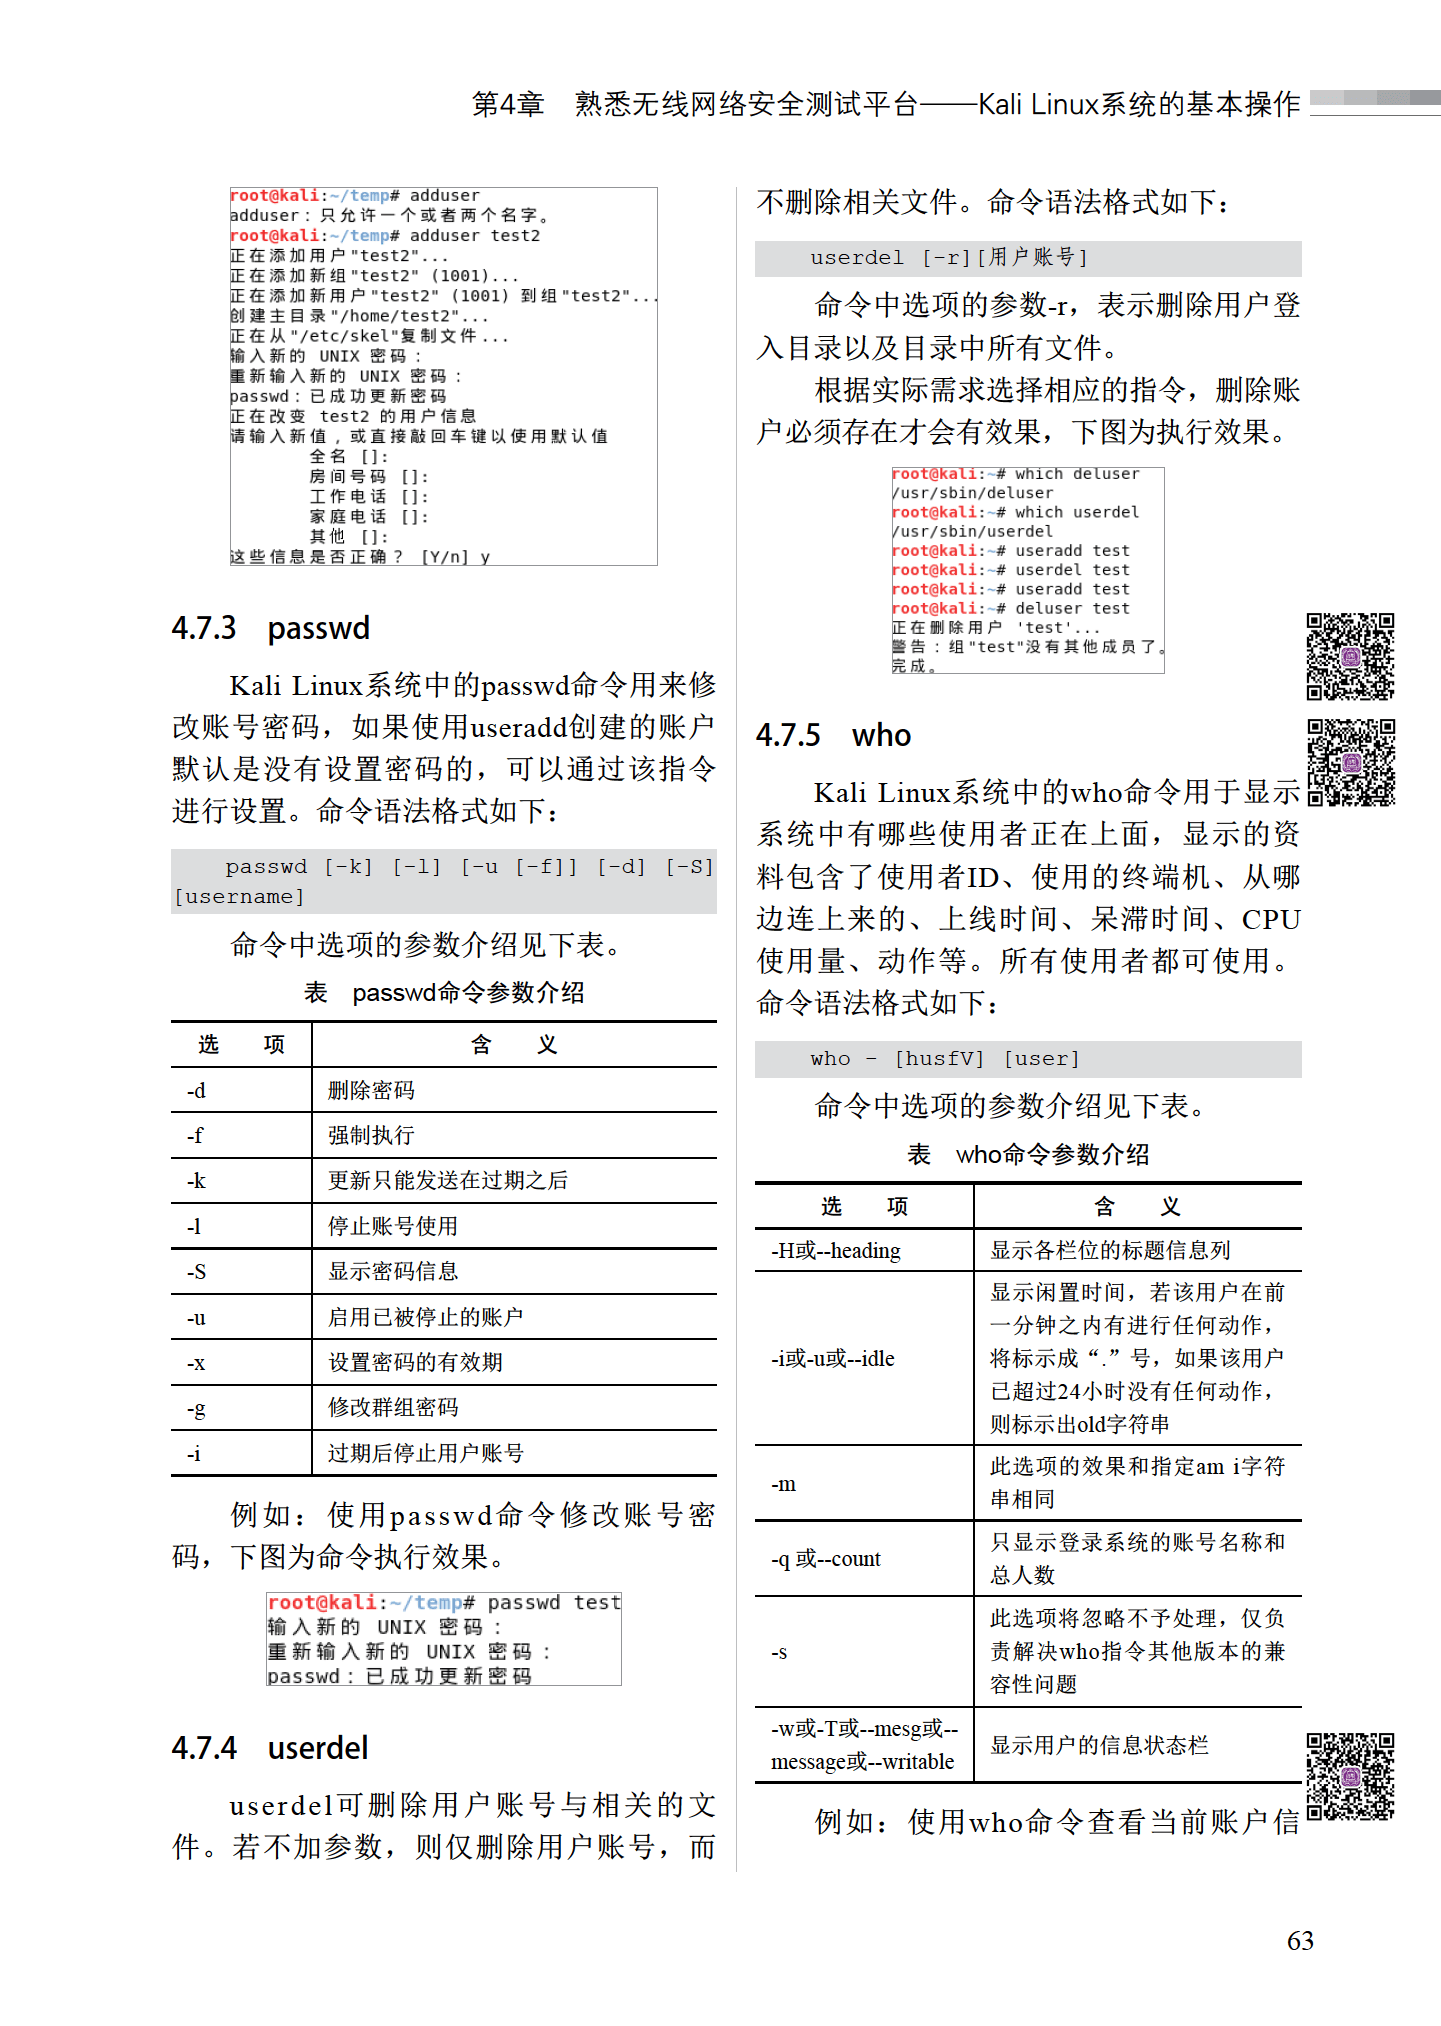 第4章　熟悉无线网络安全测试平台——Kali Linux系统的基本操作
root@kali:~/temp# adduser
adduser：只允许一个或者两个名字。
root@kali:~/temp# adduser test2
正在添加用户"test2"...
正在添加新组"test2" (1001)...
正在添加新用户"test2" (1001) 到组"test2"...
创建主目录"/home/test2"...
正在从"/etc/skel"复制文件...
输入新的 UNIX 密码：
重新输入新的 UNIX 密码：
passwd：已成功更新密码
正在改变 test2 的用户信息
请输入新值，或直接敲回车键以使用默认值
全名 []:
房间号码 []:
工作电话 []:
家庭电话 []:
其他 []:
这些信息是否正确？ [Y/n] y
4.7.3　passwd
Kali Linux系统中的passwd命令用来修
改账号密码，如果使用useradd创建的账户
默认是没有设置密码的，可以通过该指令
进行设置。命令语法格式如下：
passwd [-k] [-l] [-u [-f]] [-d] [-S]
[username]
命令中选项的参数介绍见下表。
表　passwd命令参数介绍
选　项　含　义
-d　删除密码
-f　强制执行
-k　更新只能发送在过期之后
-l　停止账号使用
-S　显示密码信息
-u　启用已被停止的账户
-x　设置密码的有效期
-g　修改群组密码
-i　过期后停止用户账号
例如：使用passwd命令修改账号密
码，下图为命令执行效果。
root@kali:~/temp# passwd test
输入新的 UNIX 密码：
重新输入新的 UNIX 密码：
passwd：已成功更新密码
4.7.4　userdel
userdel可删除用户账号与相关的文
件。若不加参数，则仅删除用户账号，而
不删除相关文件。命令语法格式如下：
userdel [-r][用户账号]
命令中选项的参数-r，表示删除用户登
入目录以及目录中所有文件。
根据实际需求选择相应的指令，删除账
户必须存在才会有效果，下图为执行效果。
root@kali:~# which deluser
/usr/sbin/deluser
root@kali:~# which userdel
/usr/sbin/userdel
root@kali:~# useradd test
root@kali:~# userdel test
root@kali:~# useradd test
root@kali:~# deluser test
正在删除用户 'test'...
警告：组"test"没有其他成员了。
完成。
4.7.5　who
Kali Linux系统中的who命令用于显示
系统中有哪些使用者正在上面，显示的资
料包含了使用者ID、使用的终端机、从哪
边连上来的、上线时间、呆滞时间、CPU
使用量、动作等。所有使用者都可使用。
命令语法格式如下：
who - [husfV] [user]
命令中选项的参数介绍见下表。
表　who命令参数介绍
选　项　含　义
-H或--heading　显示各栏位的标题信息列
-i或-u或--idle　显示闲置时间，若该用户在前
一分钟之内有进行任何动作，
将标示成“.”号，如果该用户
已超过24小时没有任何动作，
则标示出old字符串
-m　此选项的效果和指定am i字符
串相同
-q 或--count　只显示登录系统的账号名称和
总人数
-s　此选项将忽略不予处理，仅负
责解决who指令其他版本的兼
容性问题
-w或-T或--mesg或--
message或--writable　显示用户的信息状态栏
例如：使用who命令查看当前账户信
63